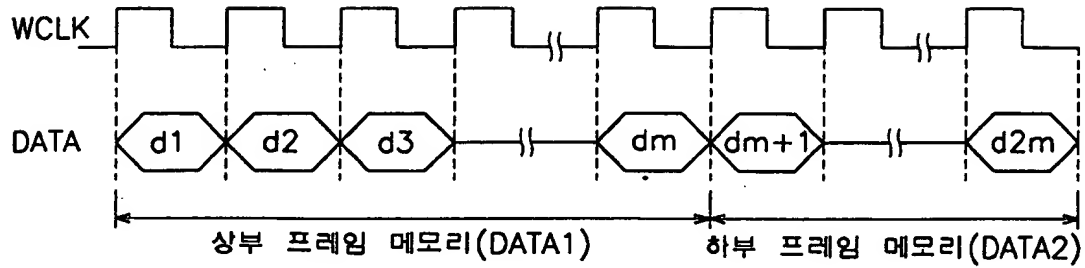 WCLK
DATA d1 d2 d3 dm dm+1 d2m
상부 프레임 메모리(DATA1) 하부 프레임 메모리(DATA2)